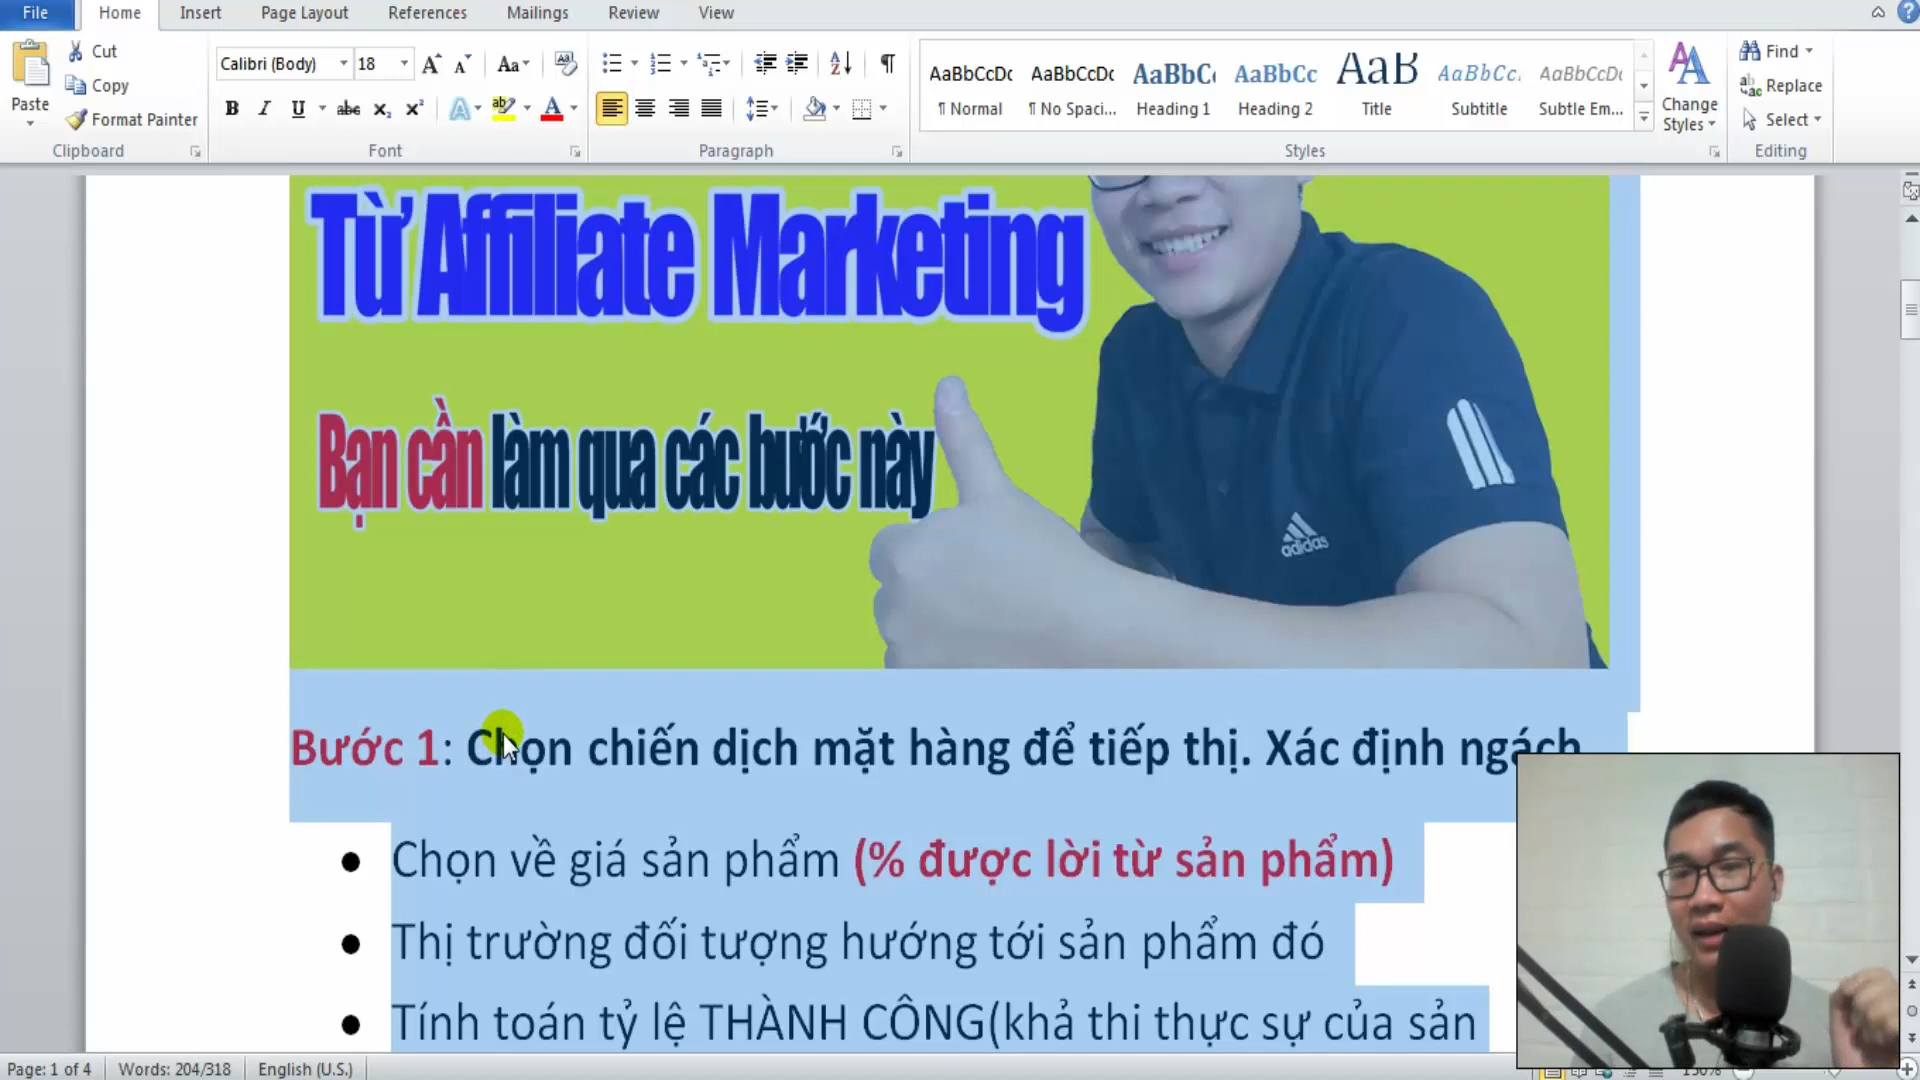 File Home Insert Page Layout References Mailings Review View
Cut
Copy
Paste
Format Painter
Clipboard
Calibri (Body) 18
Font
Paragraph
AaBbCcDc AaBbCcDc AaBbC AaBbCc AaB AaBbCc. AaBbCcDc
¶ Normal ¶ No Spaci... Heading 1 Heading 2 Title Subtitle Subtle Em...
Styles
Change
Styles
Find
Replace
Select
Editing
Từ Affiliate Marketing
Bạn cần làm qua các bước này
adidas
Bước 1: Chọn chiến dịch mặt hàng để tiếp thị. Xác định ngách
• Chọn về giá sản phẩm (% được lời từ sản phẩm)
• Thị trường đối tượng hướng tới sản phẩm đó
• Tính toán tỷ lệ THÀNH CÔNG(khả thi thực sự của sản
Page: 1 of 4 Words: 204/318 English (U.S.) 150%